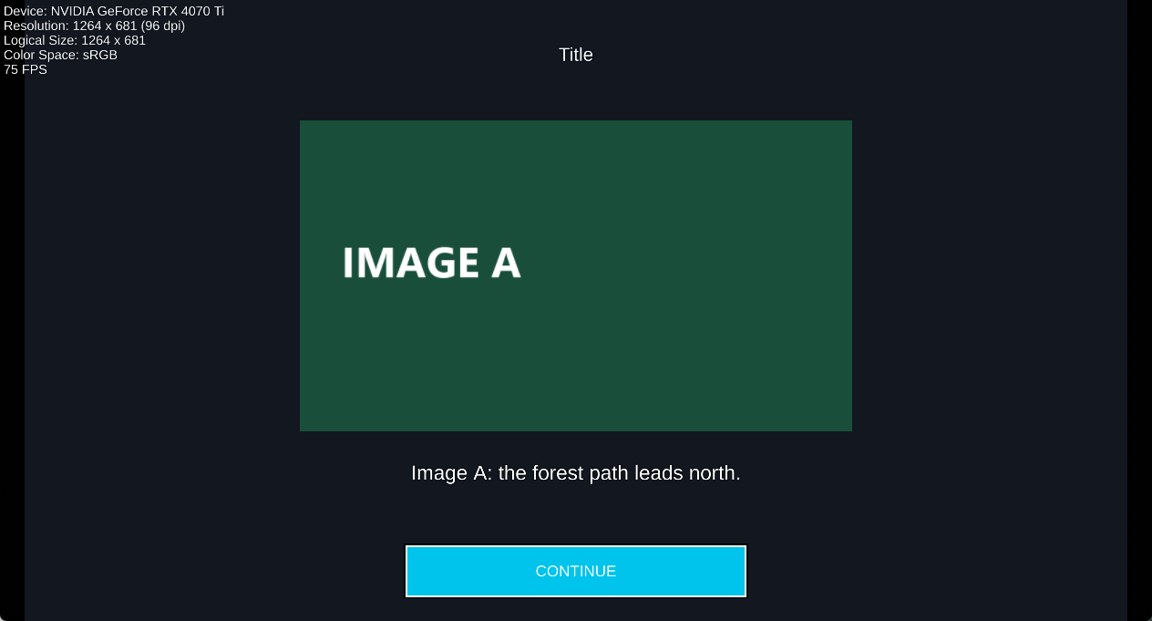 Device: NVIDIA GeForce RTX 4070 Ti
Resolution: 1264 x 681 (96 dpi)
Logical Size: 1264 x 681
Color Space: sRGB
75 FPS
Title
IMAGE A
Image A: the forest path leads north.
CONTINUE